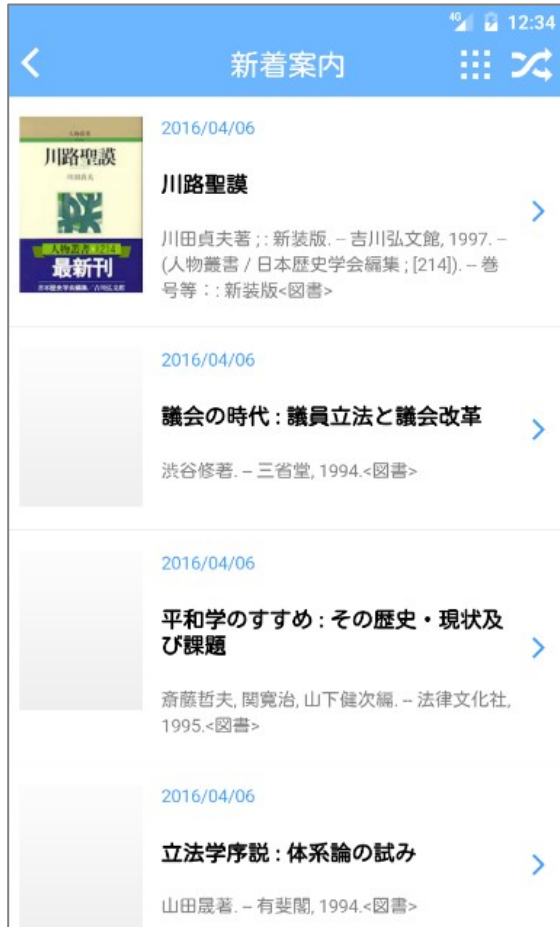 4G 12:34
新着案内
2016/04/06
川路聖謨
川路聖謨
川田貞夫著 ; : 新装版. – 吉川弘文館, 1997. –
(人物叢書 / 日本歴史学会編集 ; [214]). – 巻
号等 : : 新装版<図書>
人物叢書 214
最新刊
日本歴史学会編集/吉川弘文館
2016/04/06
議会の時代 : 議員立法と議会改革
渋谷修著. – 三省堂, 1994.<図書>
2016/04/06
平和学のすすめ : その歴史・現状及
び課題
斎藤哲夫, 関寛治, 山下健次編. -- 法律文化社,
1995.<図書>
2016/04/06
立法学序説 : 体系論の試み
山田晟著. – 有斐閣, 1994.<図書>